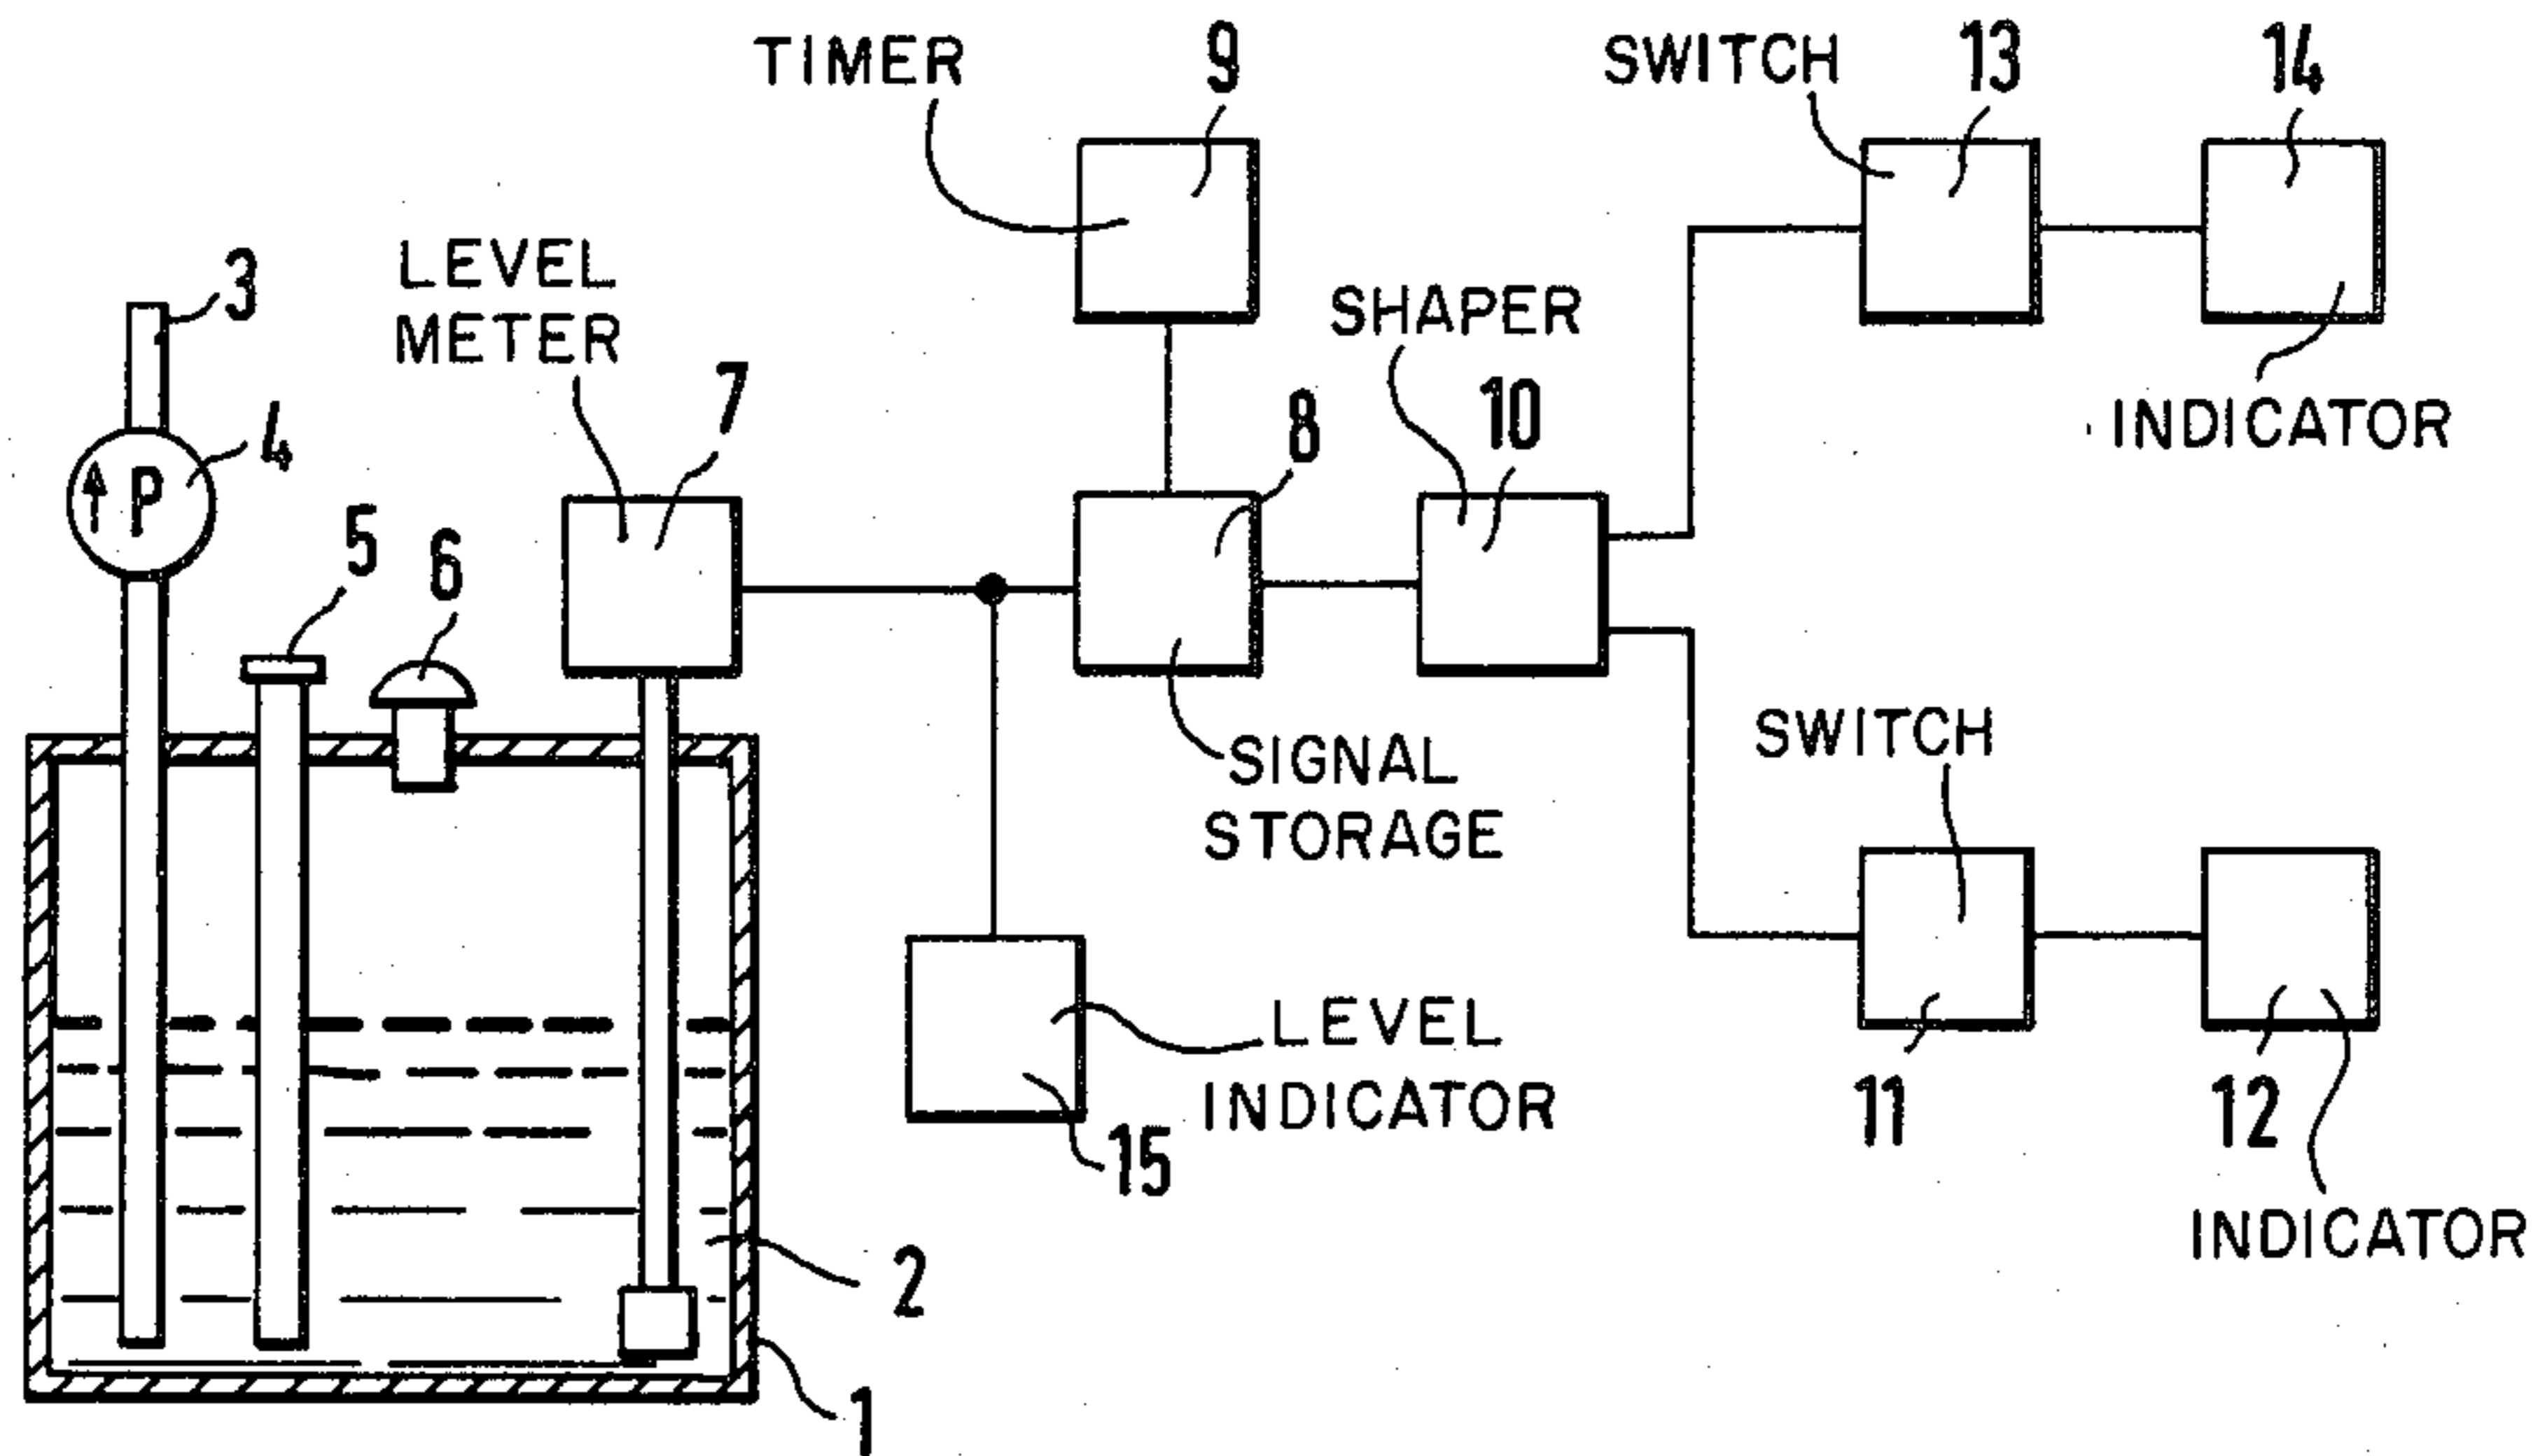 TIMER
9
SWITCH
13
14
3
LEVEL
METER
7
SHAPER
10
INDICATOR
4
P
5
6
8
SIGNAL
STORAGE
SWITCH
LEVEL
INDICATOR
15
11
12
INDICATOR
2
1